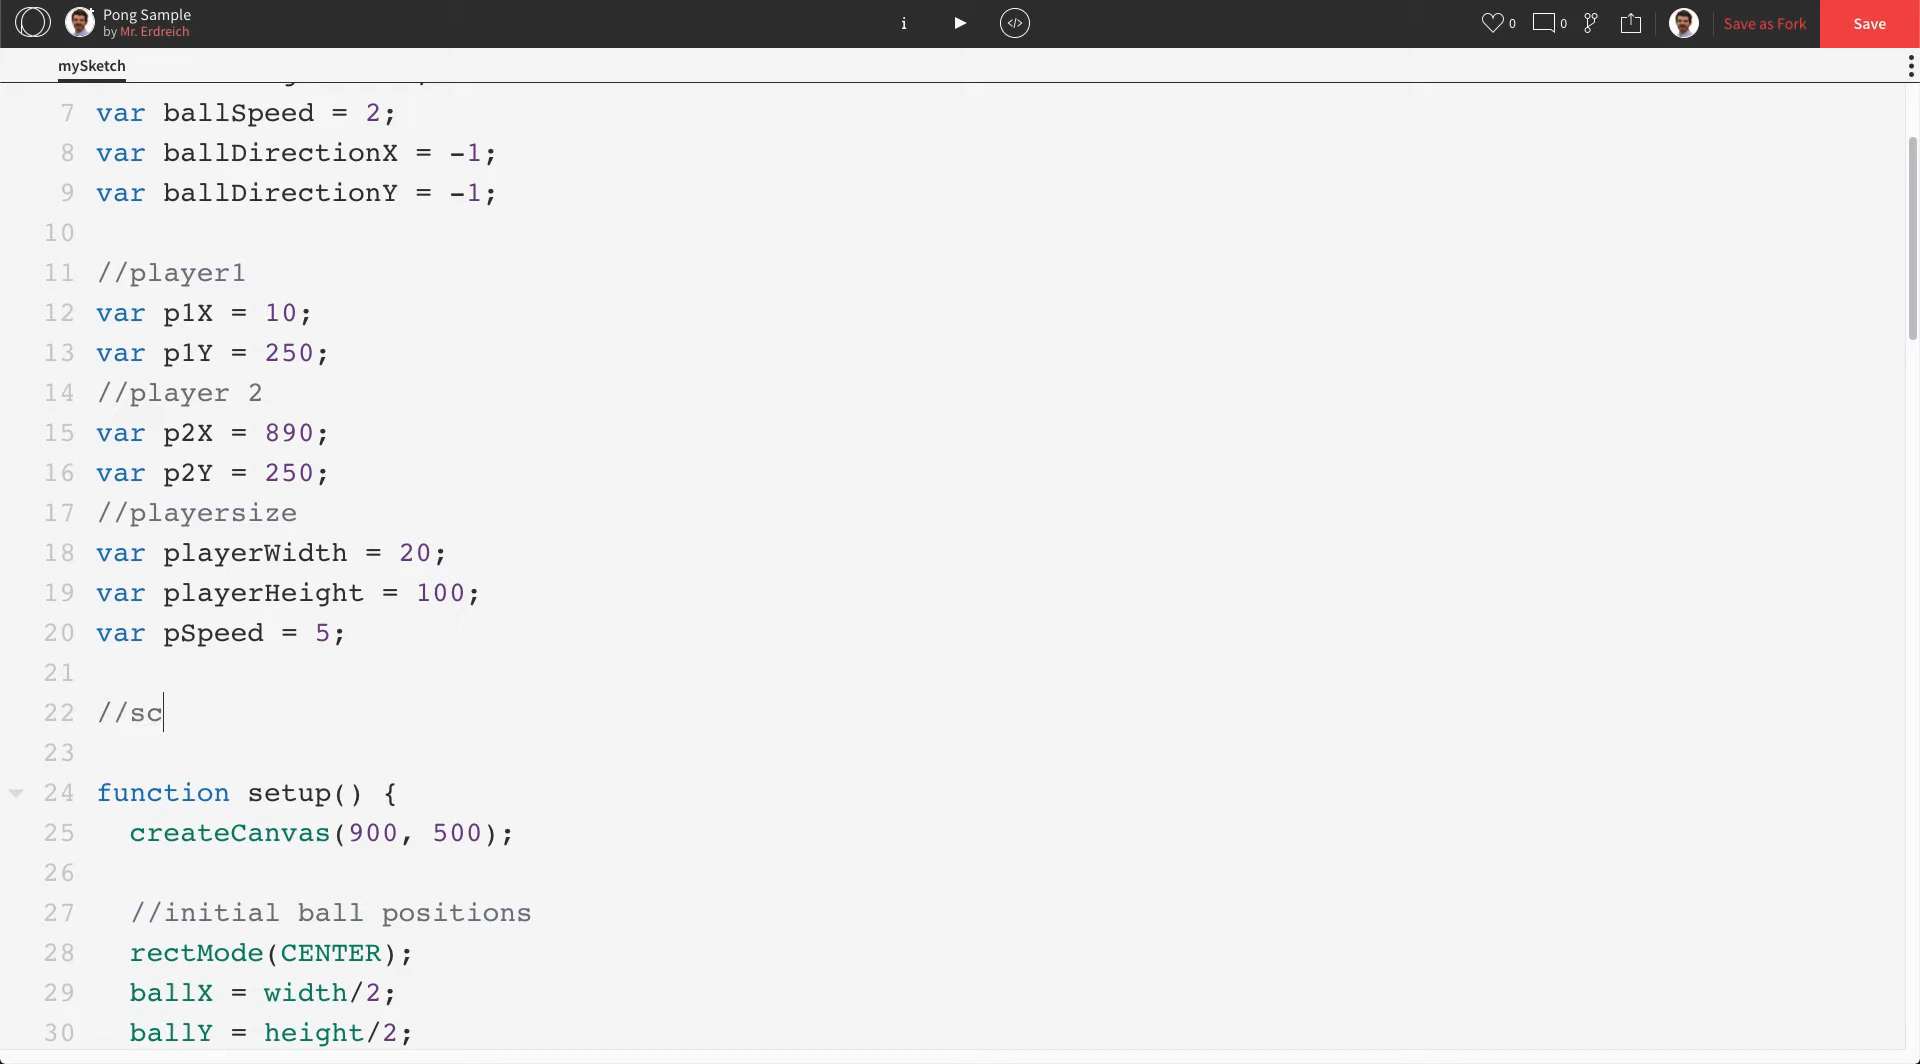 Pong Sample
by Mr. Erdreich
i
</>
0
0
Save as Fork
Save
mySketch
7 var ballSpeed = 2;
8 var ballDirectionX = -1;
9 var ballDirectionY = -1;
10
11 //player1
12 var p1X = 10;
13 var p1Y = 250;
14 //player 2
15 var p2X = 890;
16 var p2Y = 250;
17 //playersize
18 var playerWidth = 20;
19 var playerHeight = 100;
20 var pSpeed = 5;
21
22 //sc
23
24 function setup() {
25 createCanvas(900, 500);
26
27 //initial ball positions
28 rectMode(CENTER);
29 ballX = width/2;
30 ballY = height/2;